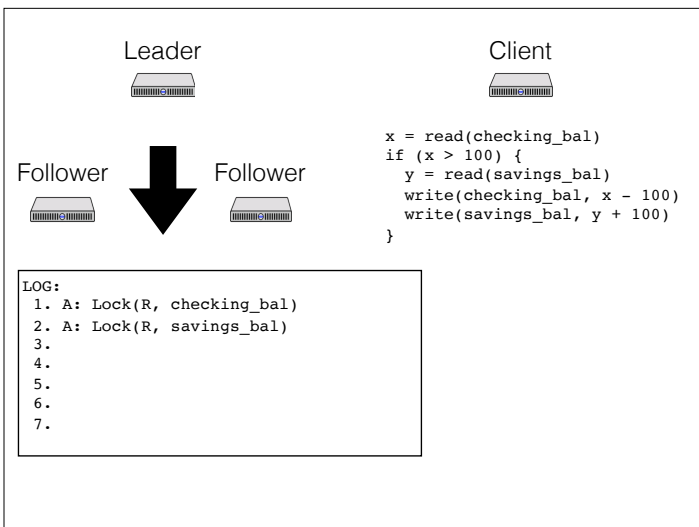 Leader
Client
x = read(checking_bal)
if (x > 100) {
  y = read(savings_bal)
  write(checking_bal, x - 100)
  write(savings_bal, y + 100)
}
Follower
Follower
LOG:
1. A: Lock(R, checking_bal)
2. A: Lock(R, savings_bal)
3.
4.
5.
6.
7.